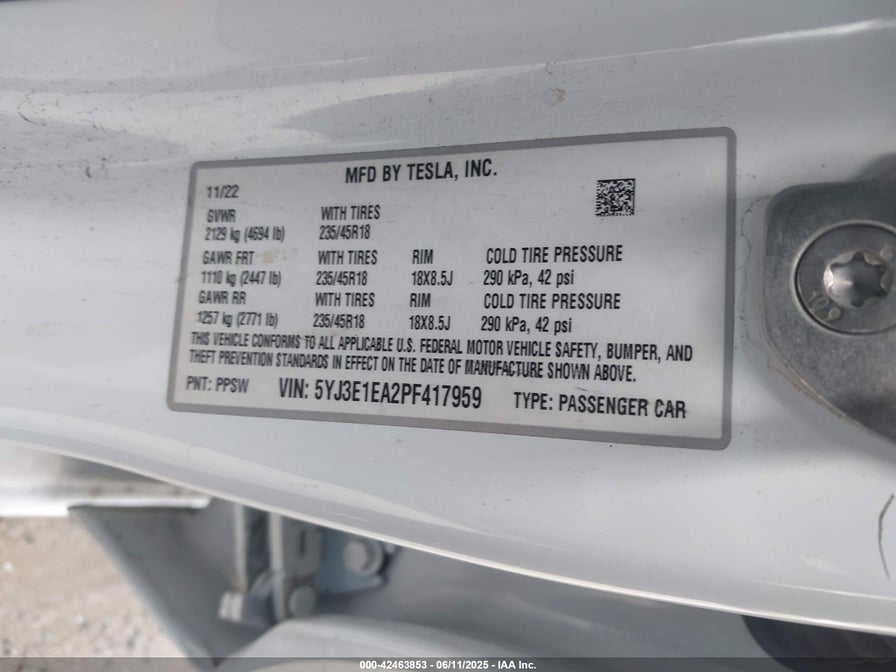 MFD BY TESLA, INC.
11/22
GVWR WITH TIRES
2129 kg (4694 lb) 235/45R18
GAWR FRT WITH TIRES RIM COLD TIRE PRESSURE
1110 kg (2447 lb) 235/45R18 18X8.5J 290 kPa, 42 psi
GAWR RR WITH TIRES RIM COLD TIRE PRESSURE
1257 kg (2771 lb) 235/45R18 18X8.5J 290 kPa, 42 psi
THIS VEHICLE CONFORMS TO ALL APPLICABLE U.S. FEDERAL MOTOR VEHICLE SAFETY, BUMPER, AND
THEFT PREVENTION STANDARDS IN EFFECT ON THE DATE OF MANUFACTURE SHOWN ABOVE.
PNT: PPSW VIN: 5YJ3E1EA2PF417959 TYPE: PASSENGER CAR
000-42463853 - 06/11/2025 - IAA Inc.